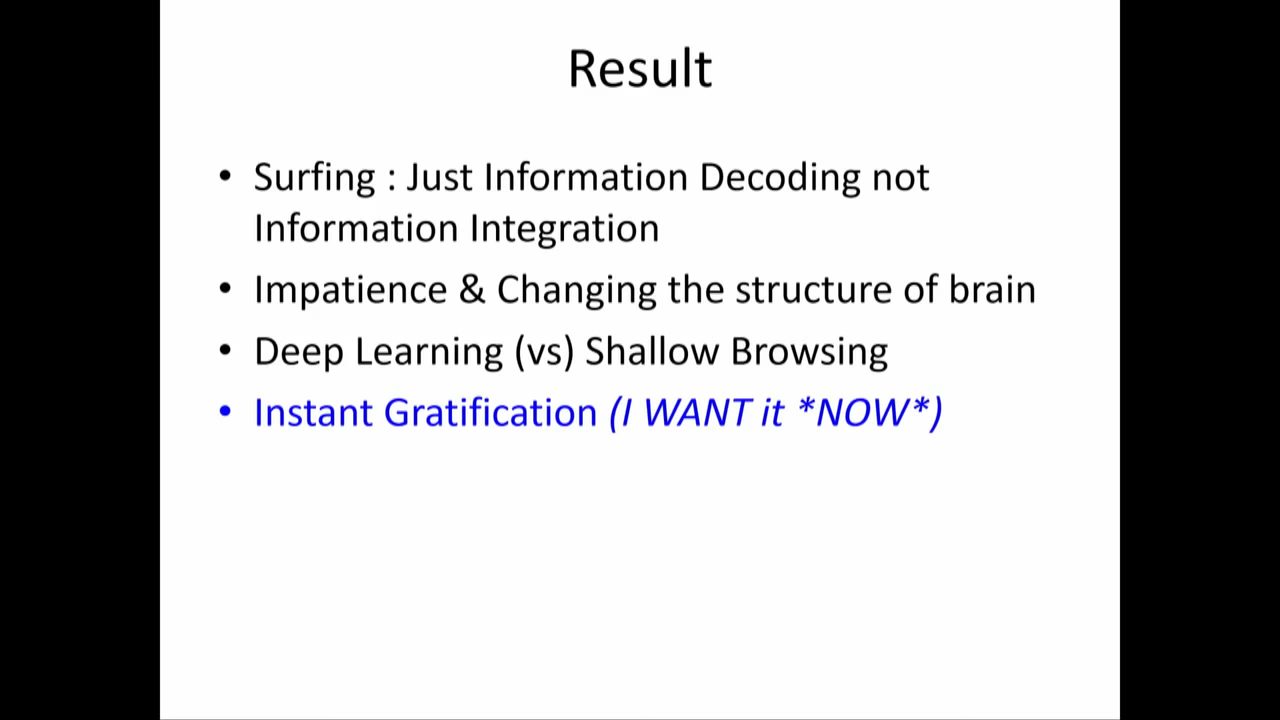 Result
• Surfing : Just Information Decoding not
Information Integration
• Impatience & Changing the structure of brain
• Deep Learning (vs) Shallow Browsing
• Instant Gratification (I WANT it *NOW*)